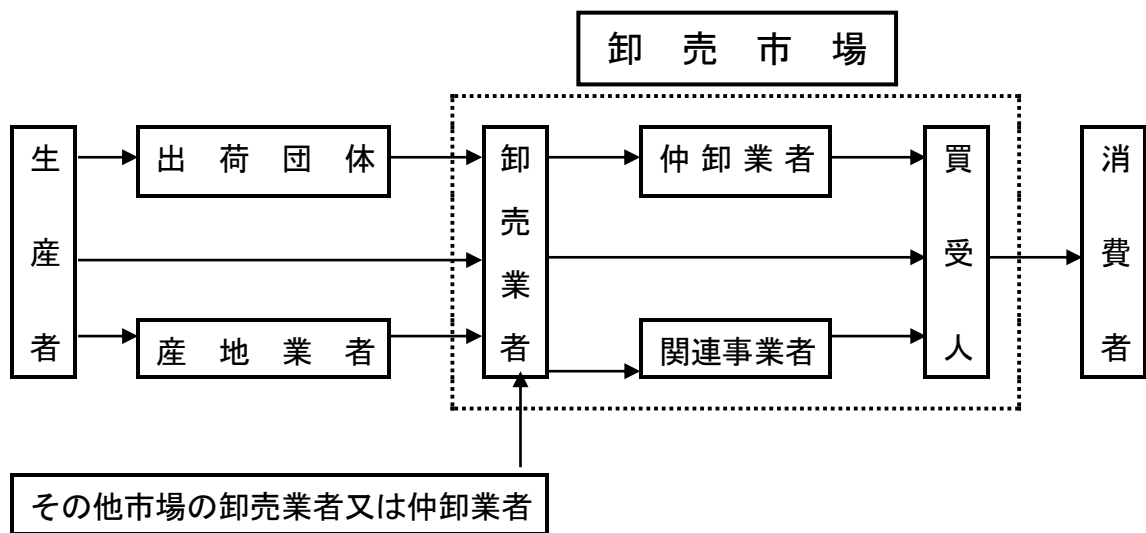 卸売市場
生産者
出荷団体
産地業者
卸売業者
仲卸業者
関連事業者
買受人
消費者
その他市場の卸売業者又は仲卸業者